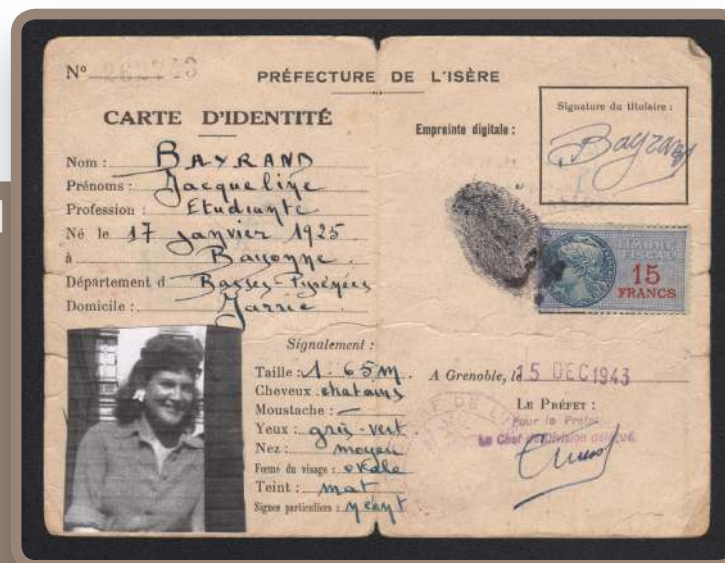 Nº
PRÉFECTURE DE L'ISÈRE
CARTE D'IDENTITÉ
Nom : BAYRAND
Prénoms : Jacqueline
Profession : Etudiante
Né le 17 janvier 1925
à Bayonne
Département d Basses-Pyrénées
Domicile : Jarrie
Signalement :
Taille : 1.65m
Cheveux : chatains
Moustache : —
Yeux : gris-vert
Nez : moyen
Forme du visage : ovale
Teint : mat
Signes particuliers : néant
Empreinte digitale :
Signature du titulaire :
Bayrand
TIMBRE
FISCAL
15
FRANCS
A Grenoble, le 15 DEC 1943
LE PRÉFET :
Pour le Préfet
Le Chef de Division délégué,